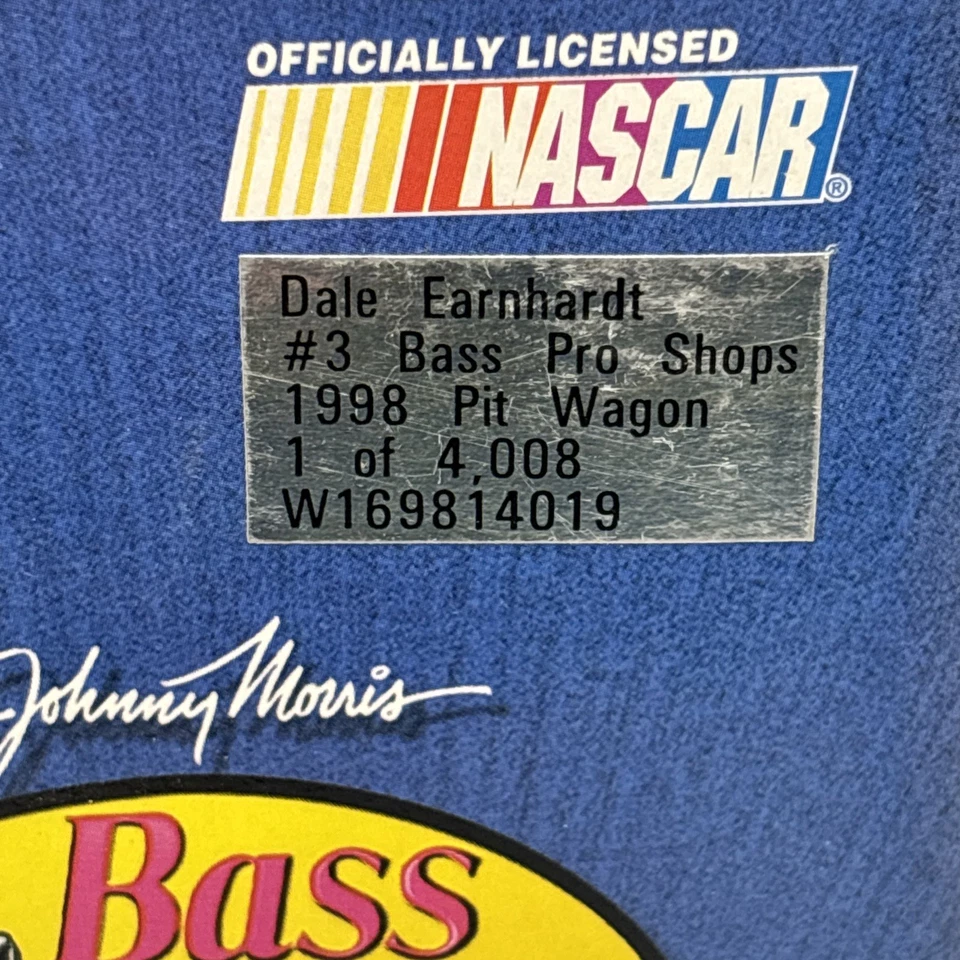 OFFICIALLY LICENSED
NASCAR®
Dale Earnhardt
#3 Bass Pro Shops
1998 Pit Wagon
1 of 4,008
W169814019
Johnny Morris
Bass